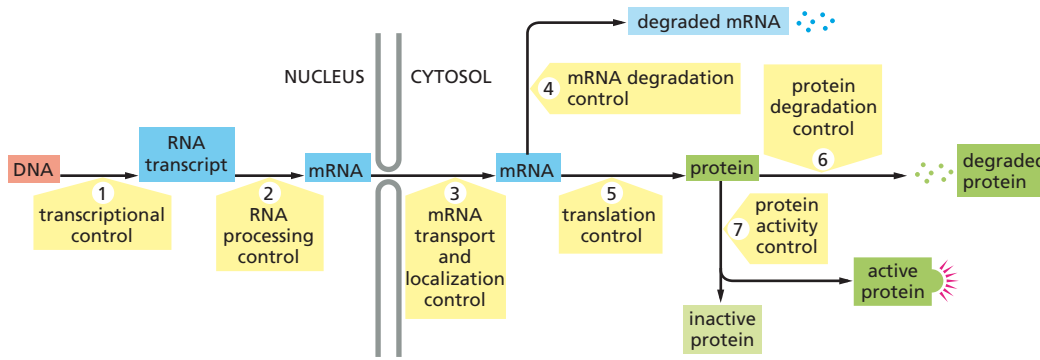 degraded mRNA
NUCLEUS
CYTOSOL
4
mRNA degradation
control
protein
degradation
control
6
RNA
transcript
DNA
mRNA
mRNA
protein
degraded
protein
1
transcriptional
control
2
RNA
processing
control
3
mRNA
transport
and
localization
control
5
translation
control
7
protein
activity
control
active
protein
inactive
protein